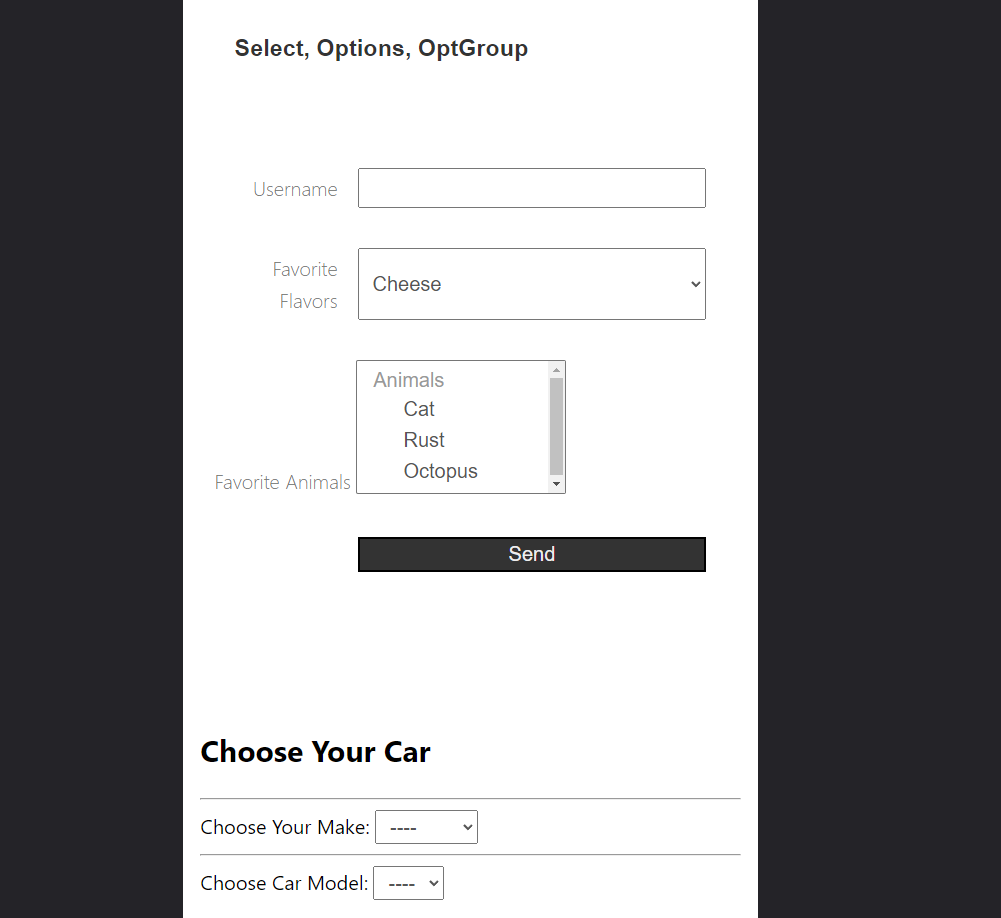 Select, Options, OptGroup
Username
Favorite
Flavors
Cheese
Animals
Cat
Rust
Octopus
Favorite Animals
Send
Choose Your Car
Choose Your Make: ----
Choose Car Model: ----